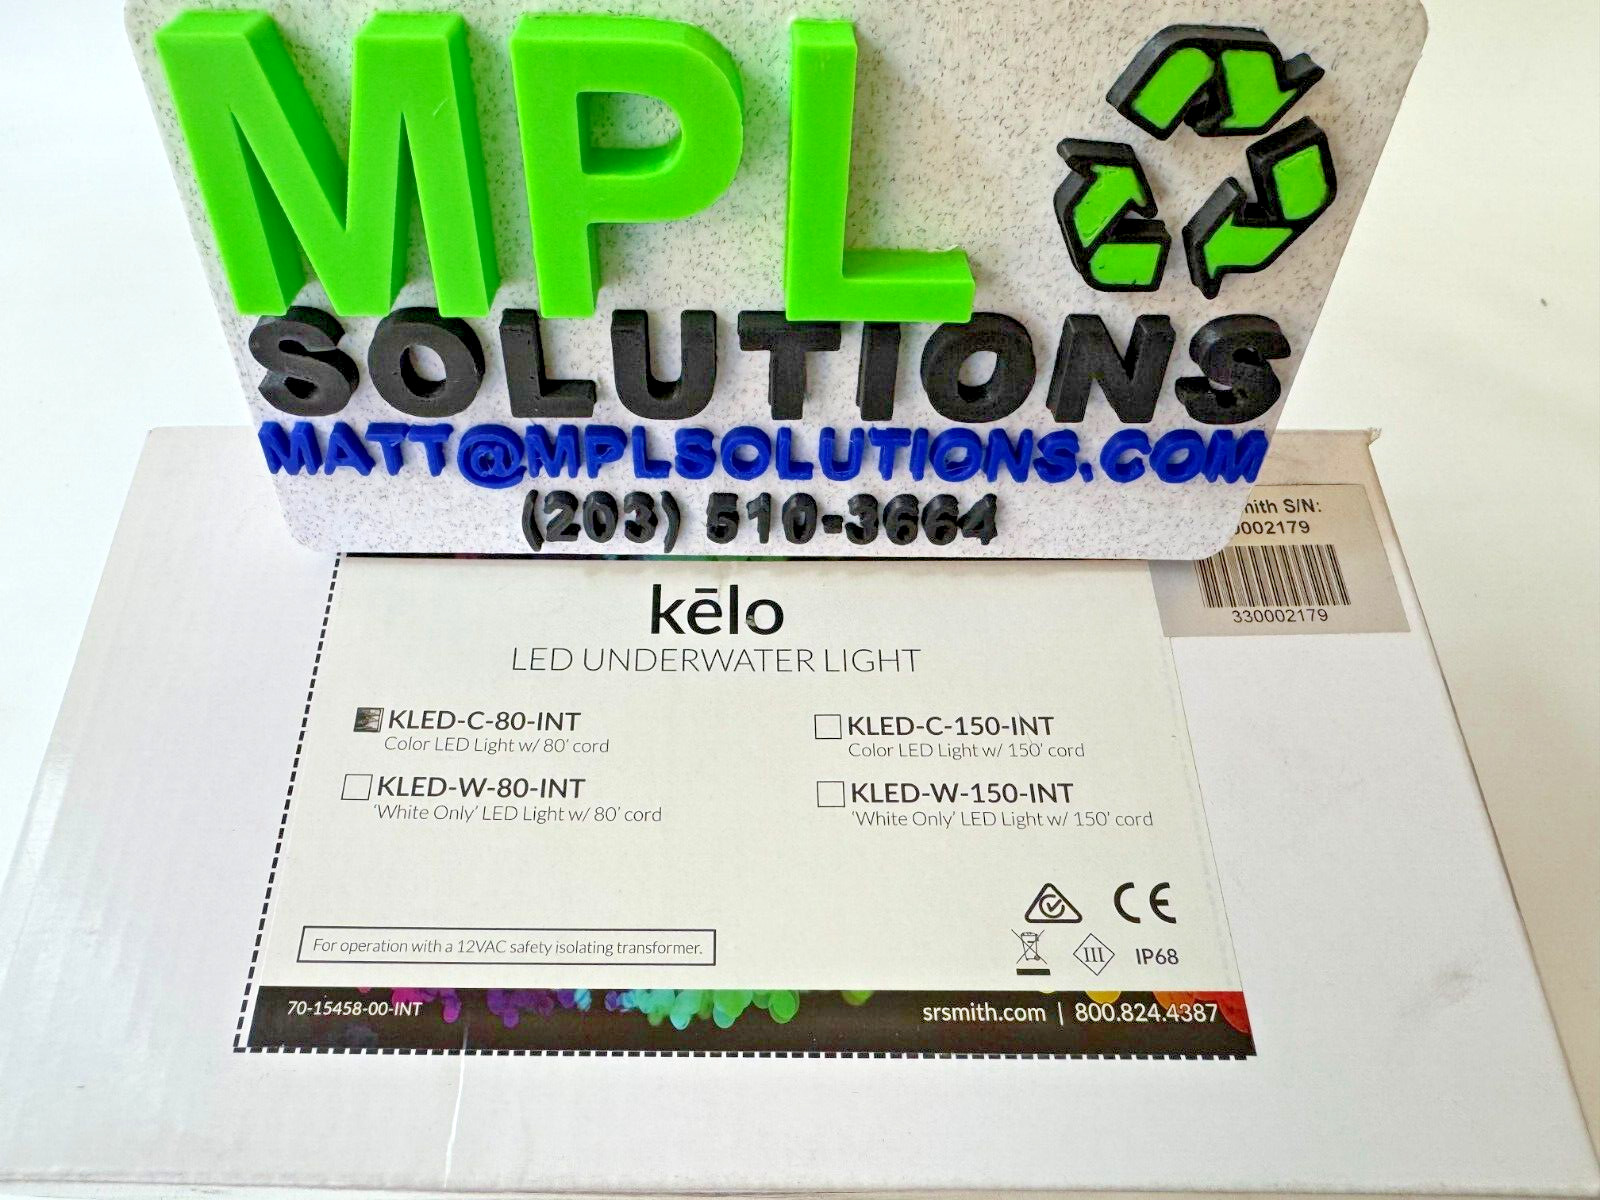 MPL
SOLUTIONS
MATT@MPLSOLUTIONS.COM
(203) 510-3664
S/N:
330002179
kēlo
LED UNDERWATER LIGHT
KLED-C-80-INT
Color LED Light w/ 80' cord
KLED-W-80-INT
'White Only' LED Light w/ 80' cord
KLED-C-150-INT
Color LED Light w/ 150' cord
KLED-W-150-INT
'White Only' LED Light w/ 150' cord
For operation with a 12VAC safety isolating transformer.
CE
III
IP68
70-15458-00-INT
srsmith.com | 800.824.4387